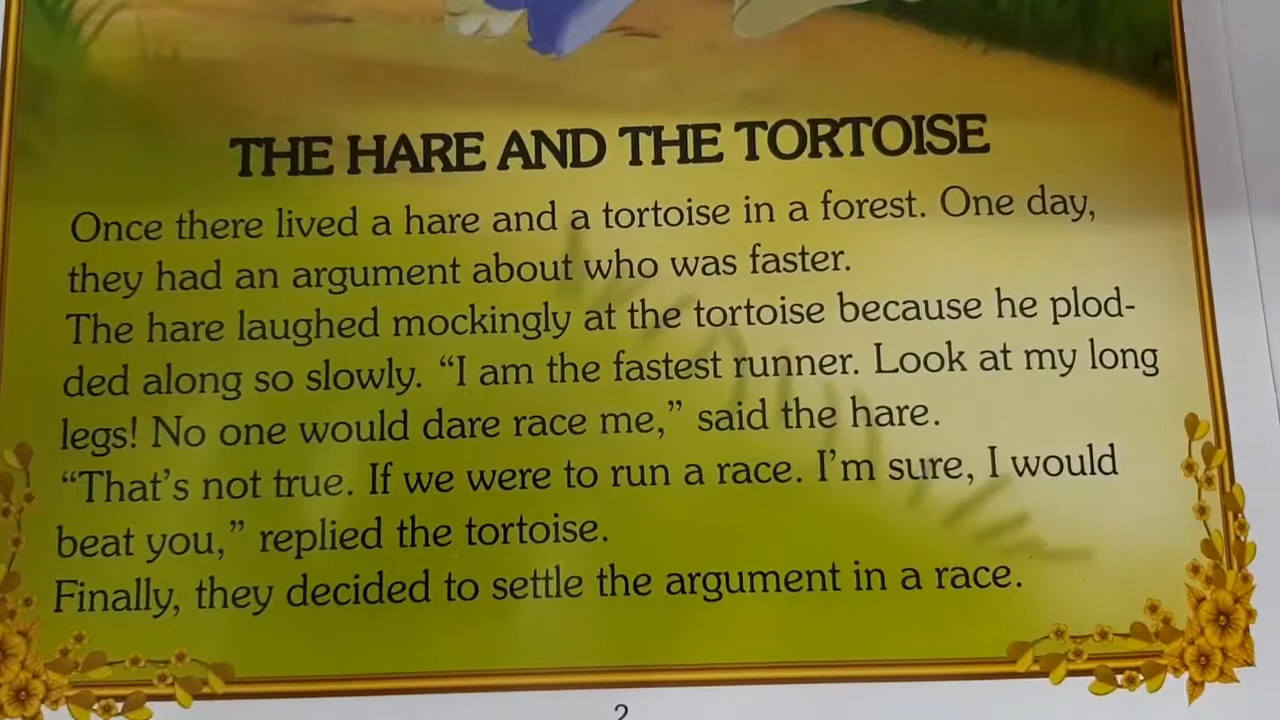 THE HARE AND THE TORTOISE
Once there lived a hare and a tortoise in a forest. One day,
they had an argument about who was faster.
The hare laughed mockingly at the tortoise because he plod-
ded along so slowly. “I am the fastest runner. Look at my long
legs! No one would dare race me,” said the hare.
“That’s not true. If we were to run a race. I’m sure, I would
beat you,” replied the tortoise.
Finally, they decided to settle the argument in a race.
2